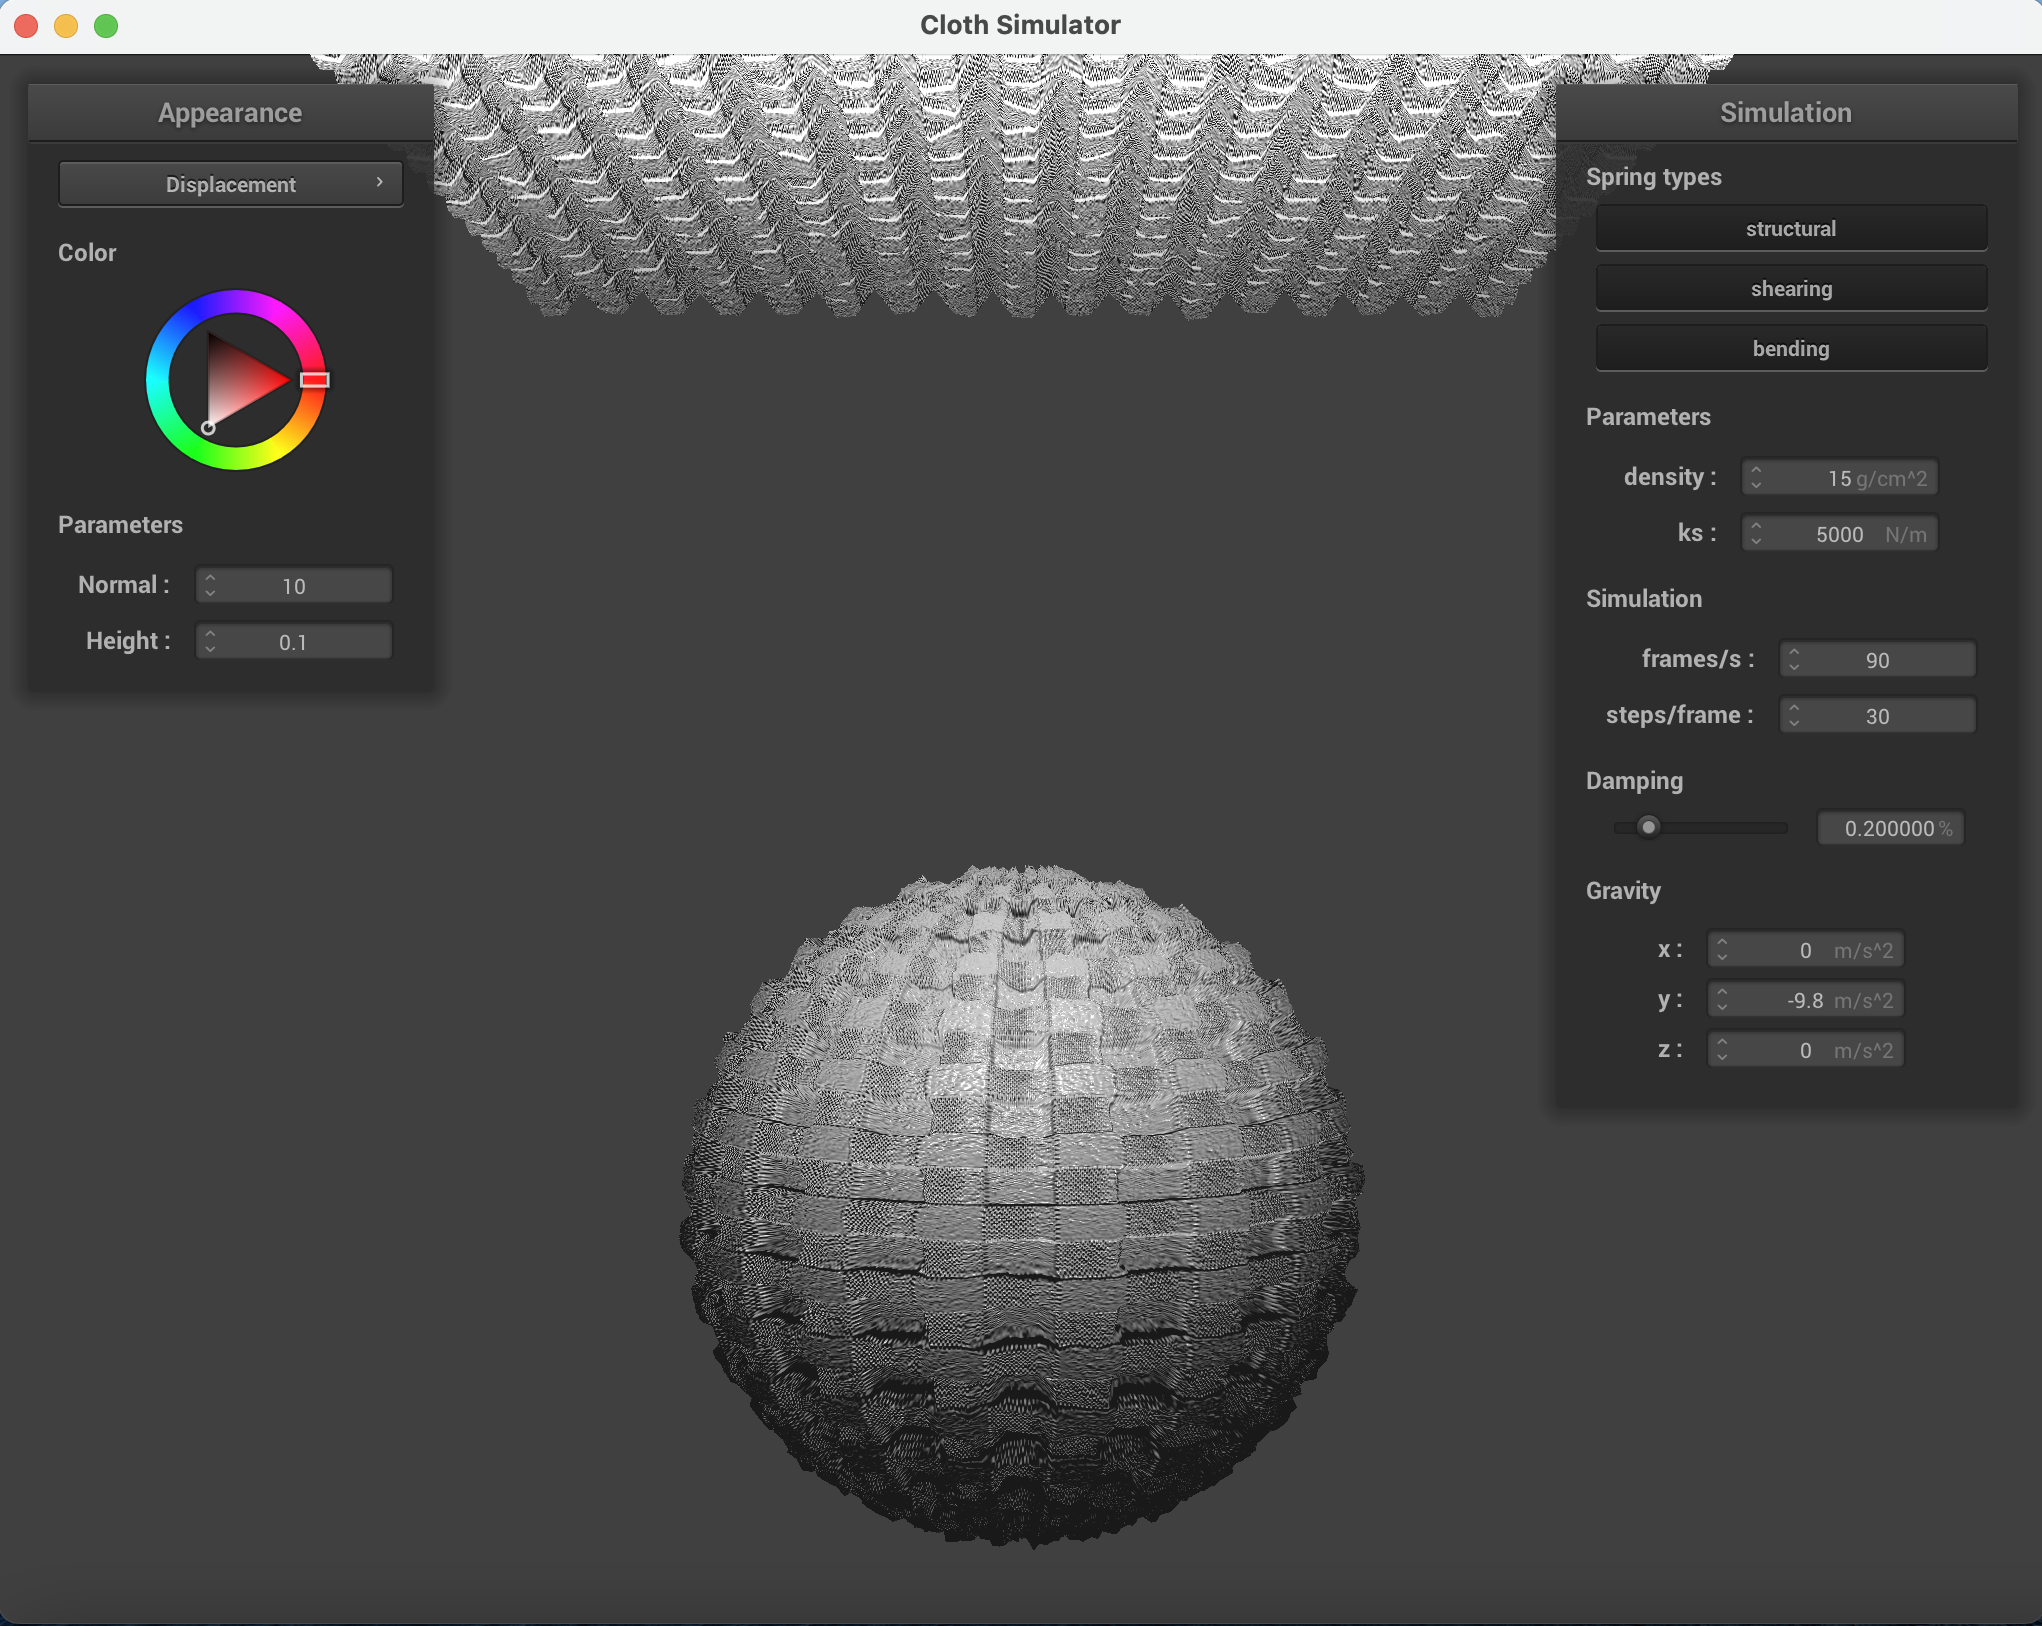 Cloth Simulator
Appearance
Displacement
Color
Parameters
Normal : 10
Height : 0.1
Simulation
Spring types
structural
shearing
bending
Parameters
density : 15 g/cm^2
ks : 5000 N/m
Simulation
frames/s : 90
steps/frame : 30
Damping
0.200000 %
Gravity
x : 0 m/s^2
y : -9.8 m/s^2
z : 0 m/s^2